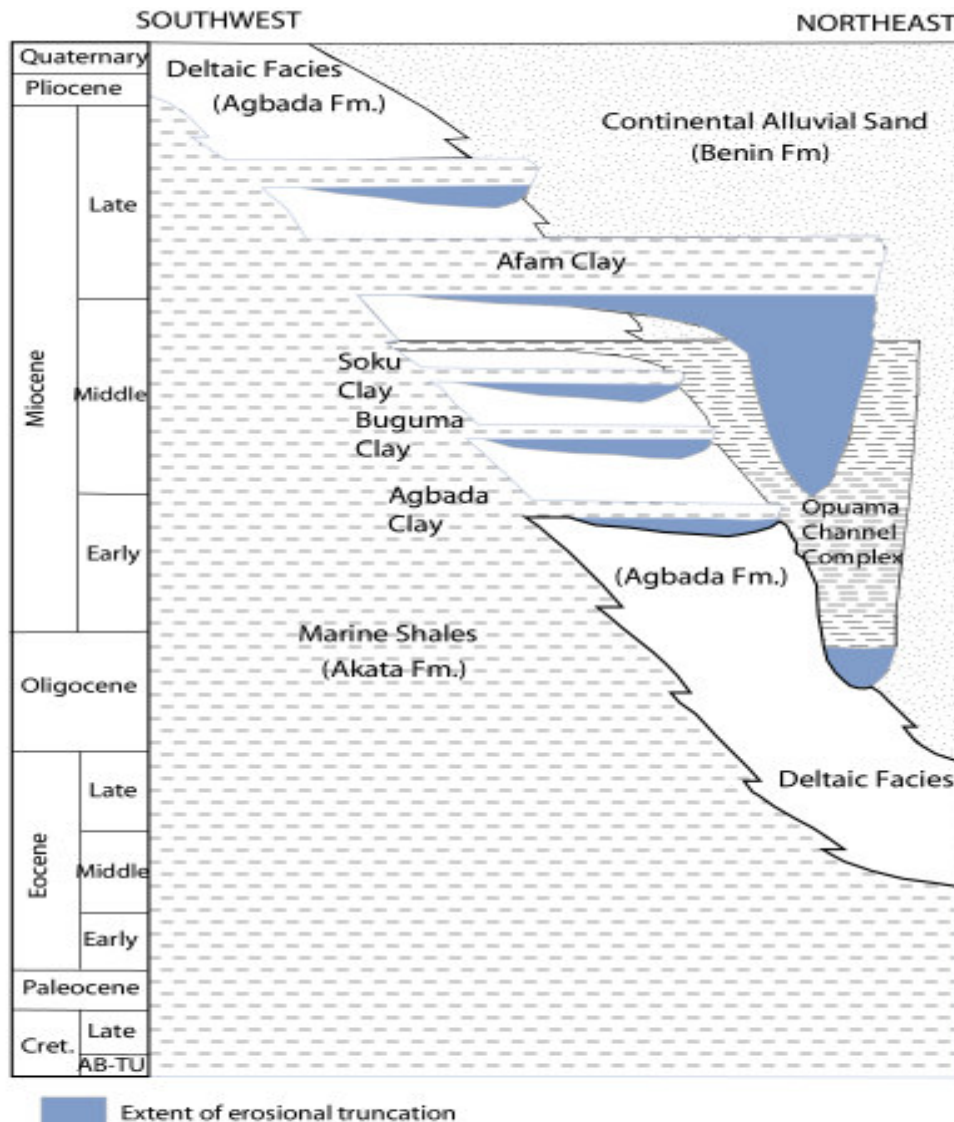 SOUTHWEST
NORTHEAST
Quaternary
Pliocene
Miocene
Late
Middle
Early
Oligocene
Eocene
Late
Middle
Early
Paleocene
Cret.
Late
AB-TU
Deltaic Facies
(Agbada Fm.)
Continental Alluvial Sand
(Benin Fm)
Afam Clay
Soku
Clay
Buguma
Clay
Agbada
Clay
Opuama
Channel
Complex
(Agbada Fm.)
Marine Shales
(Akata Fm.)
Deltaic Facies
Extent of erosional truncation